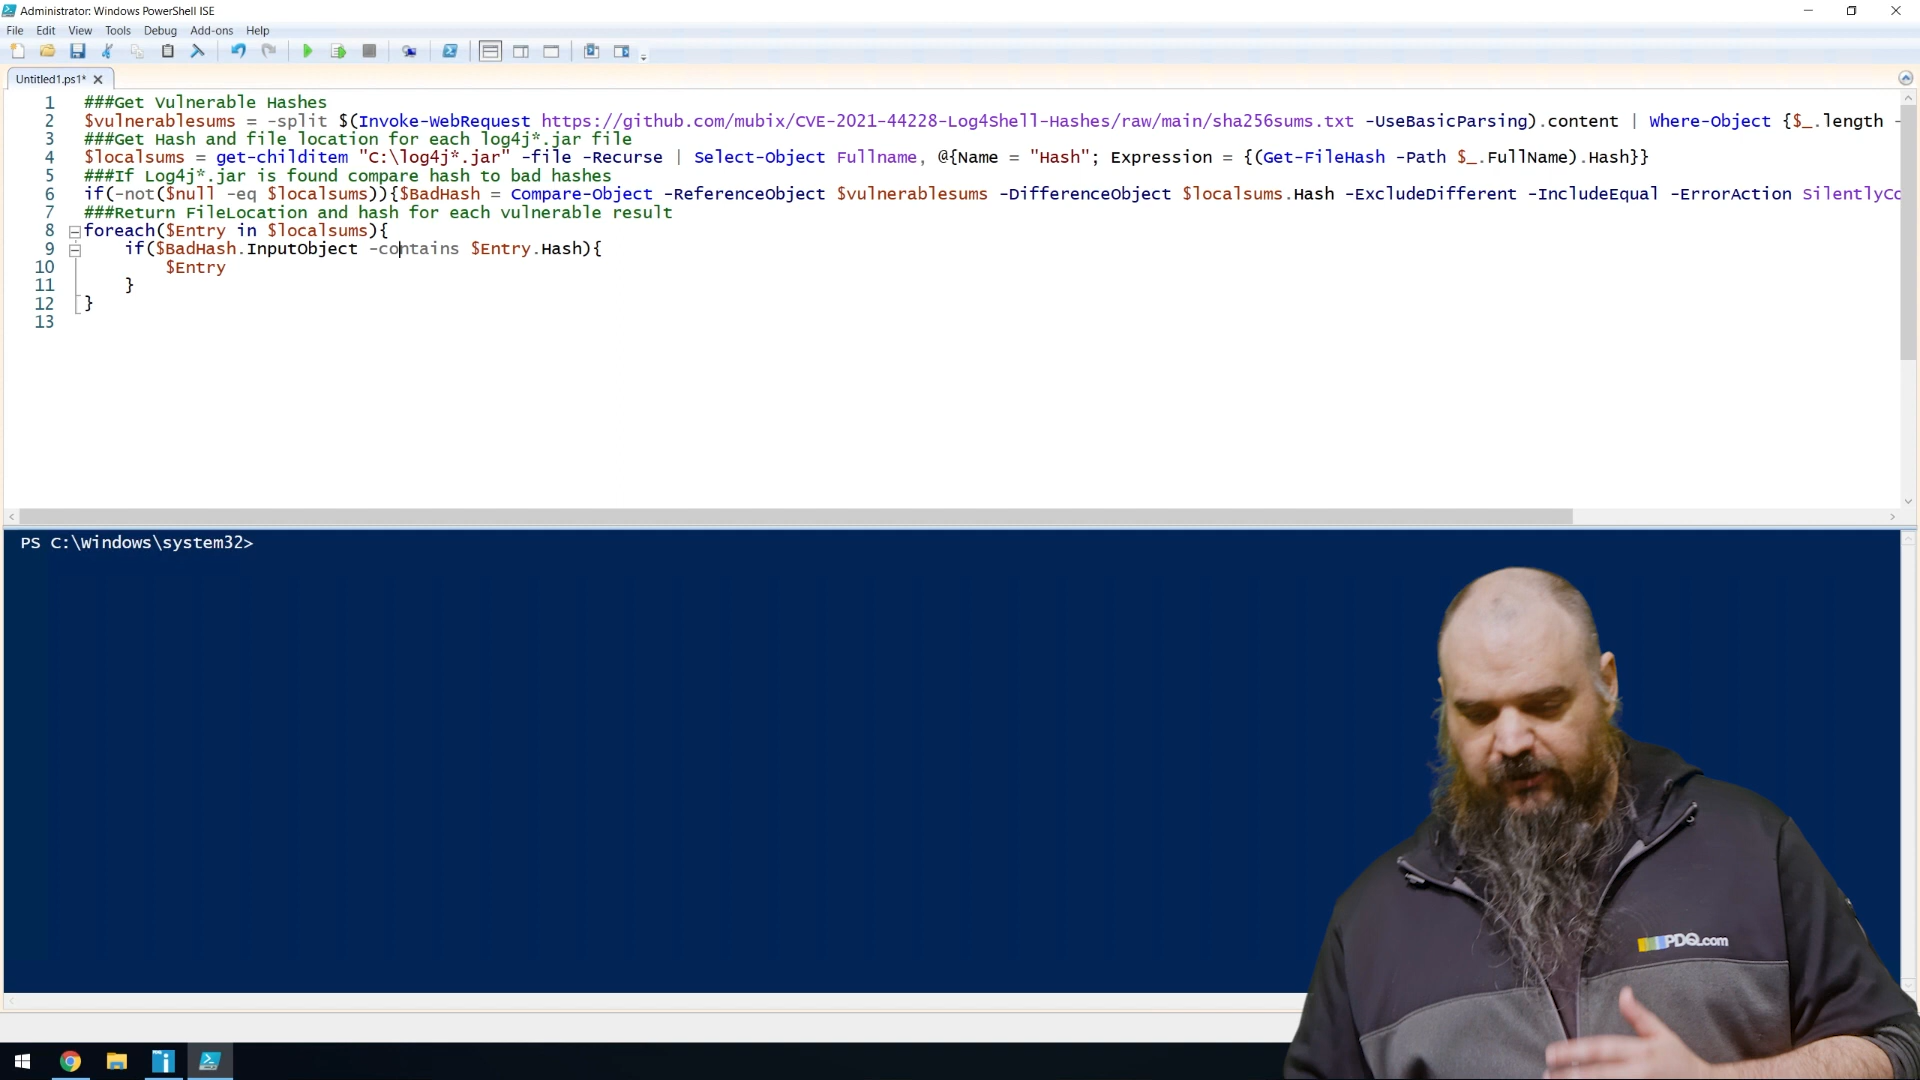 Administrator: Windows PowerShell ISE
File Edit View Tools Debug Add-ons Help
Untitled1.ps1*
1 ###Get Vulnerable Hashes
2 $vulnerablesums = -split $(Invoke-WebRequest https://github.com/mubix/CVE-2021-44228-Log4Shell-Hashes/raw/main/sha256sums.txt -UseBasicParsing).content | Where-Object {$_.length -
3 ###Get Hash and file location for each log4j*.jar file
4 $localsums = get-childitem "C:\log4j*.jar" -file -Recurse | Select-Object Fullname, @{Name = "Hash"; Expression = {(Get-FileHash -Path $_.FullName).Hash}}
5 ###If Log4j*.jar is found compare hash to bad hashes
6 if(-not($null -eq $localsums)){$BadHash = Compare-Object -ReferenceObject $vulnerablesums -DifferenceObject $localsums.Hash -ExcludeDifferent -IncludeEqual -ErrorAction SilentlyCo
7 ###Return FileLocation and hash for each vulnerable result
8 foreach($Entry in $localsums){
9 if($BadHash.InputObject -contains $Entry.Hash){
10 $Entry
11 }
12 }
13
PS C:\Windows\system32>
PDQ.com